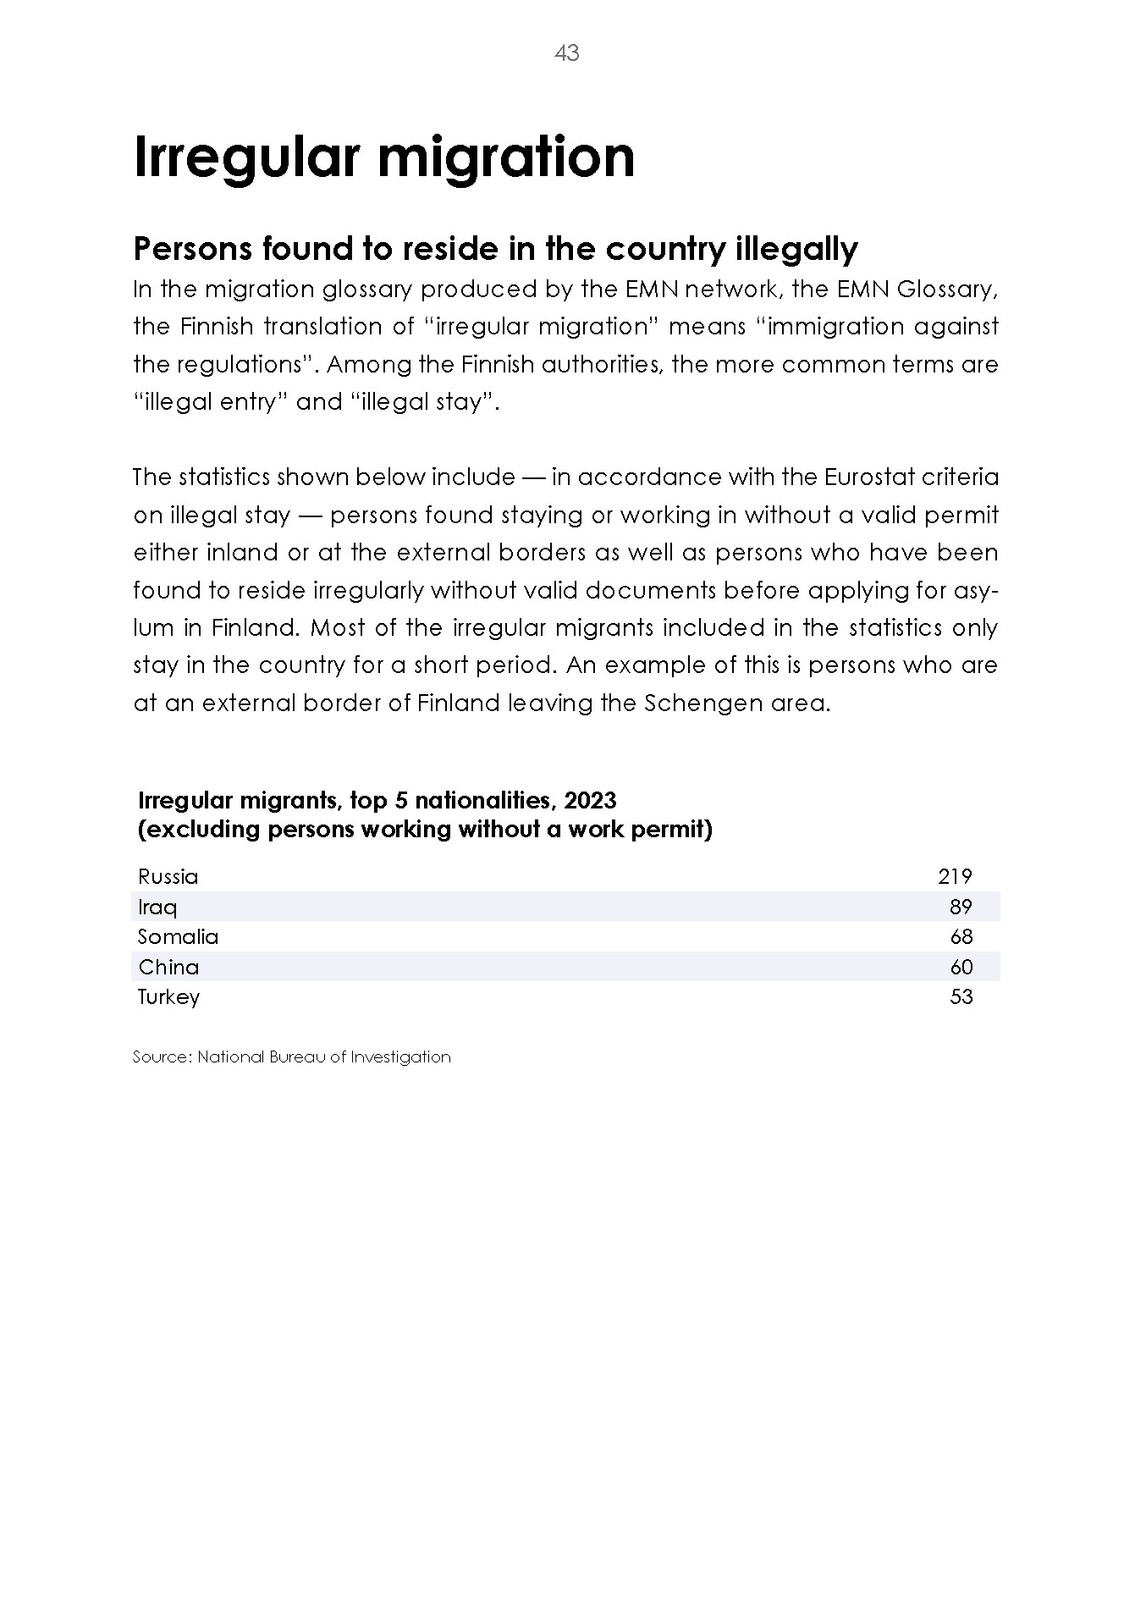 43
Irregular migration
Persons found to reside in the country illegally
In the migration glossary produced by the EMN network, the EMN Glossary,
the Finnish translation of “irregular migration” means “immigration against
the regulations”. Among the Finnish authorities, the more common terms are
“illegal entry” and “illegal stay”.
The statistics shown below include — in accordance with the Eurostat criteria
on illegal stay — persons found staying or working in without a valid permit
either inland or at the external borders as well as persons who have been
found to reside irregularly without valid documents before applying for asy-
lum in Finland. Most of the irregular migrants included in the statistics only
stay in the country for a short period. An example of this is persons who are
at an external border of Finland leaving the Schengen area.
Irregular migrants, top 5 nationalities, 2023
(excluding persons working without a work permit)
Russia 219
Iraq 89
Somalia 68
China 60
Turkey 53
Source: National Bureau of Investigation